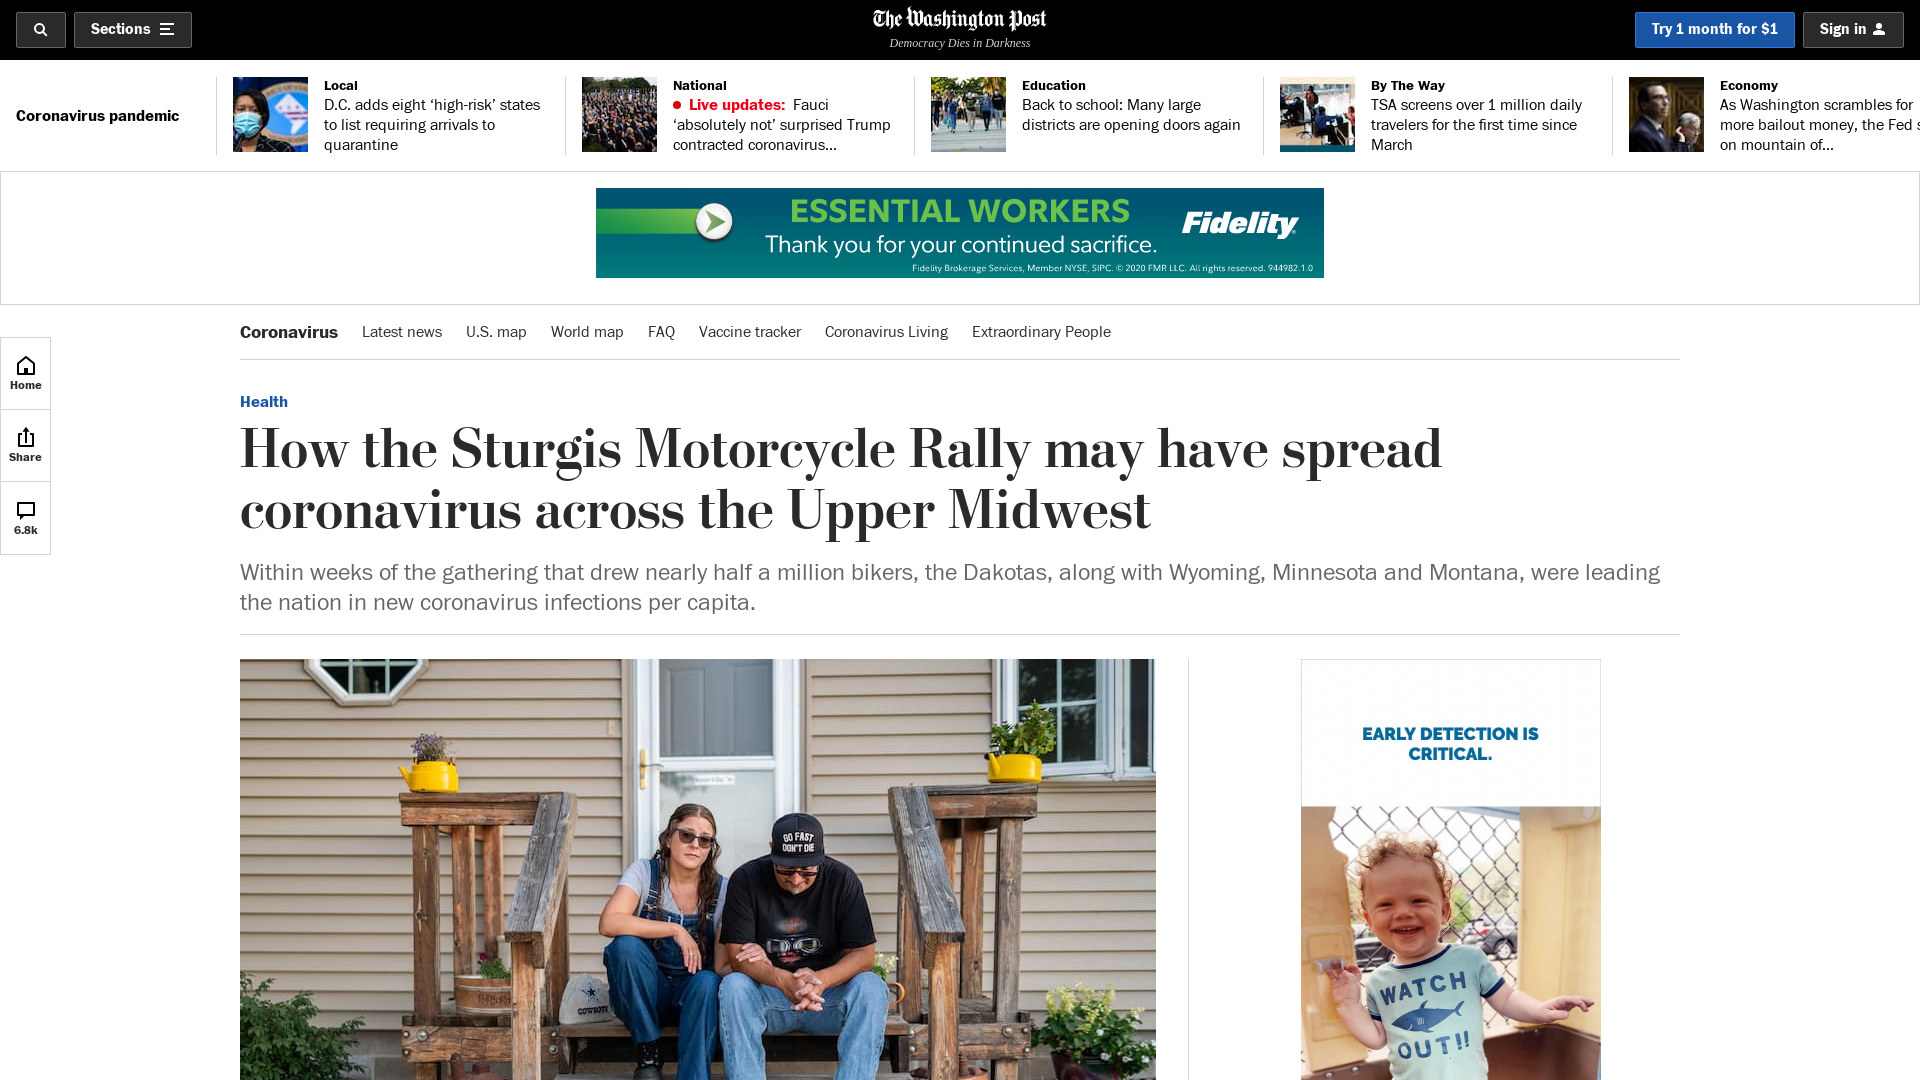 Sections
The Washington Post
Democracy Dies in Darkness
Try 1 month for $1
Sign in
Coronavirus pandemic
Local
D.C. adds eight ‘high-risk’ states
to list requiring arrivals to
quarantine
National
Live updates: Fauci
‘absolutely not’ surprised Trump
contracted coronavirus...
Education
Back to school: Many large
districts are opening doors again
By The Way
TSA screens over 1 million daily
travelers for the first time since
March
Economy
As Washington scrambles for
more bailout money, the Fed s
on mountain of...
ESSENTIAL WORKERS
Thank you for your continued sacrifice.
Fidelity
Fidelity Brokerage Services, Member NYSE, SIPC. © 2020 FMR LLC. All rights reserved. 944982.1.0
Coronavirus
Latest news
U.S. map
World map
FAQ
Vaccine tracker
Coronavirus Living
Extraordinary People
Home
Share
6.8k
Health
How the Sturgis Motorcycle Rally may have spread
coronavirus across the Upper Midwest
Within weeks of the gathering that drew nearly half a million bikers, the Dakotas, along with Wyoming, Minnesota and Montana, were leading
the nation in new coronavirus infections per capita.
GO FAST
DON'T DIE
COWBOYS
EARLY DETECTION IS
CRITICAL.
WATCH
OUT!!